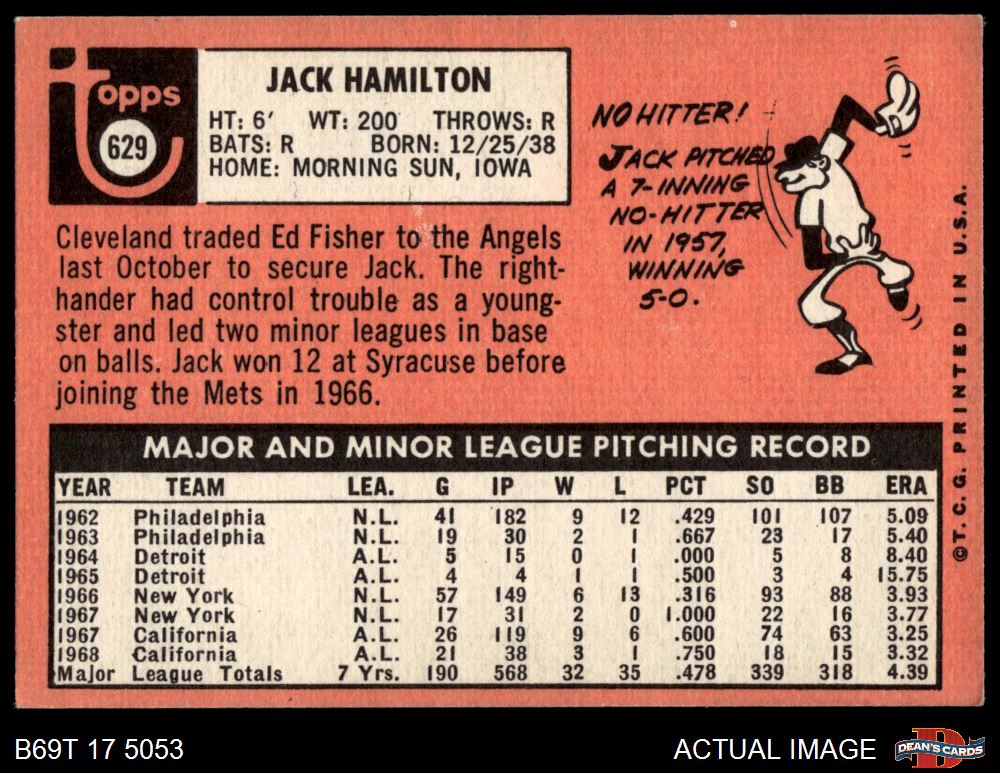 topps
629
JACK HAMILTON
HT: 6' WT: 200 THROWS: R
BATS: R BORN: 12/25/38
HOME: MORNING SUN, IOWA
NO HITTER!
JACK PITCHED
A 7-INNING
NO-HITTER
IN 1957,
WINNING
5-0.
Cleveland traded Ed Fisher to the Angels
last October to secure Jack. The right-
hander had control trouble as a young-
ster and led two minor leagues in base
on balls. Jack won 12 at Syracuse before
joining the Mets in 1966.
MAJOR AND MINOR LEAGUE PITCHING RECORD
YEAR TEAM LEA. G IP W L PCT SO BB ERA
1962 Philadelphia N.L. 41 182 9 12 .429 101 107 5.09
1963 Philadelphia N.L. 19 30 2 1 .667 23 17 5.40
1964 Detroit A.L. 5 15 0 1 .000 5 8 8.40
1965 Detroit A.L. 4 4 1 1 .500 3 4 15.75
1966 New York N.L. 57 149 6 13 .316 93 88 3.93
1967 New York N.L. 17 31 2 0 1.000 22 16 3.77
1967 California A.L. 26 119 9 6 .600 74 63 3.25
1968 California A.L. 21 38 3 1 .750 18 15 3.32
Major League Totals 7 Yrs. 190 568 32 35 .478 339 318 4.39
©T.C.G. PRINTED IN U.S.A.
B69T 17 5053
ACTUAL IMAGE
D
DEAN'S CARDS